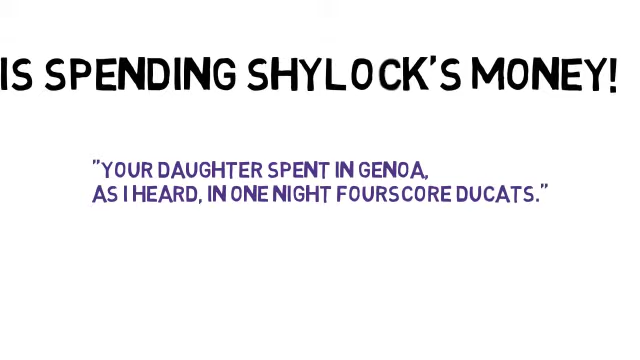 IS SPENDING SHYLOCK'S MONEY!
"YOUR DAUGHTER SPENT IN GENOA,
AS I HEARD, IN ONE NIGHT FOURSCORE DUCATS."